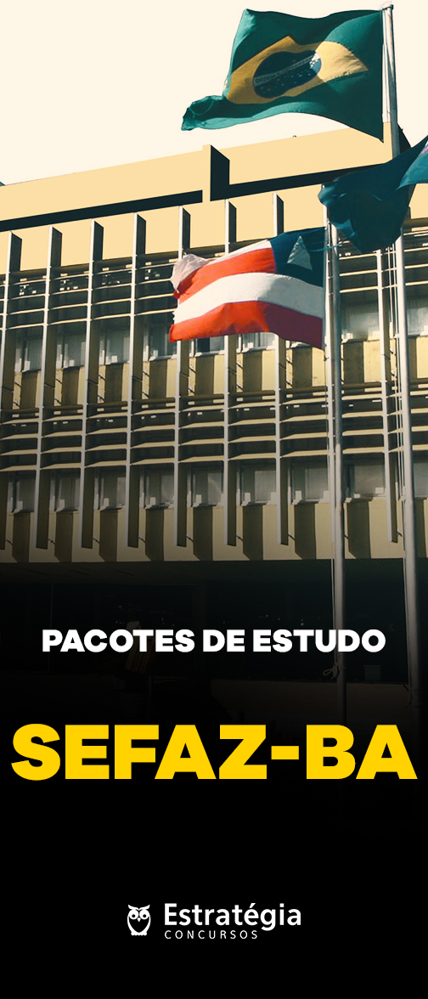 PACOTES DE ESTUDO
SEFAZ-BA
Estratégia
CONCURSOS